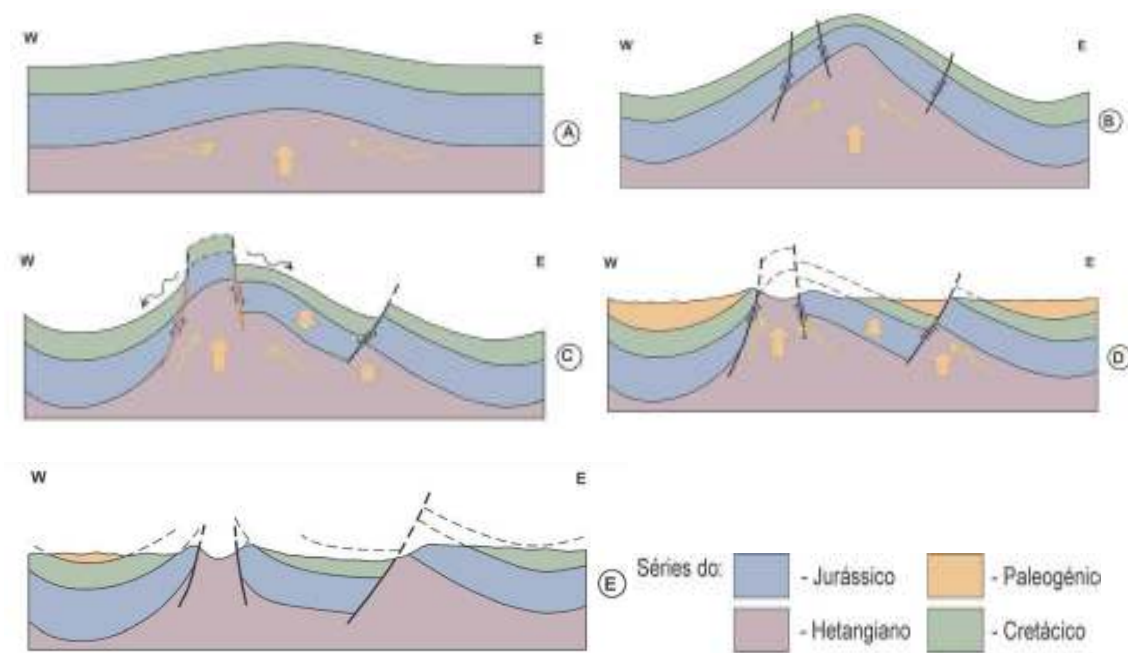 W E
A
W E
B
W E
C
W E
D
W E
E
Séries do:
- Jurássico
- Paleogénico
- Hetangiano
- Cretácico